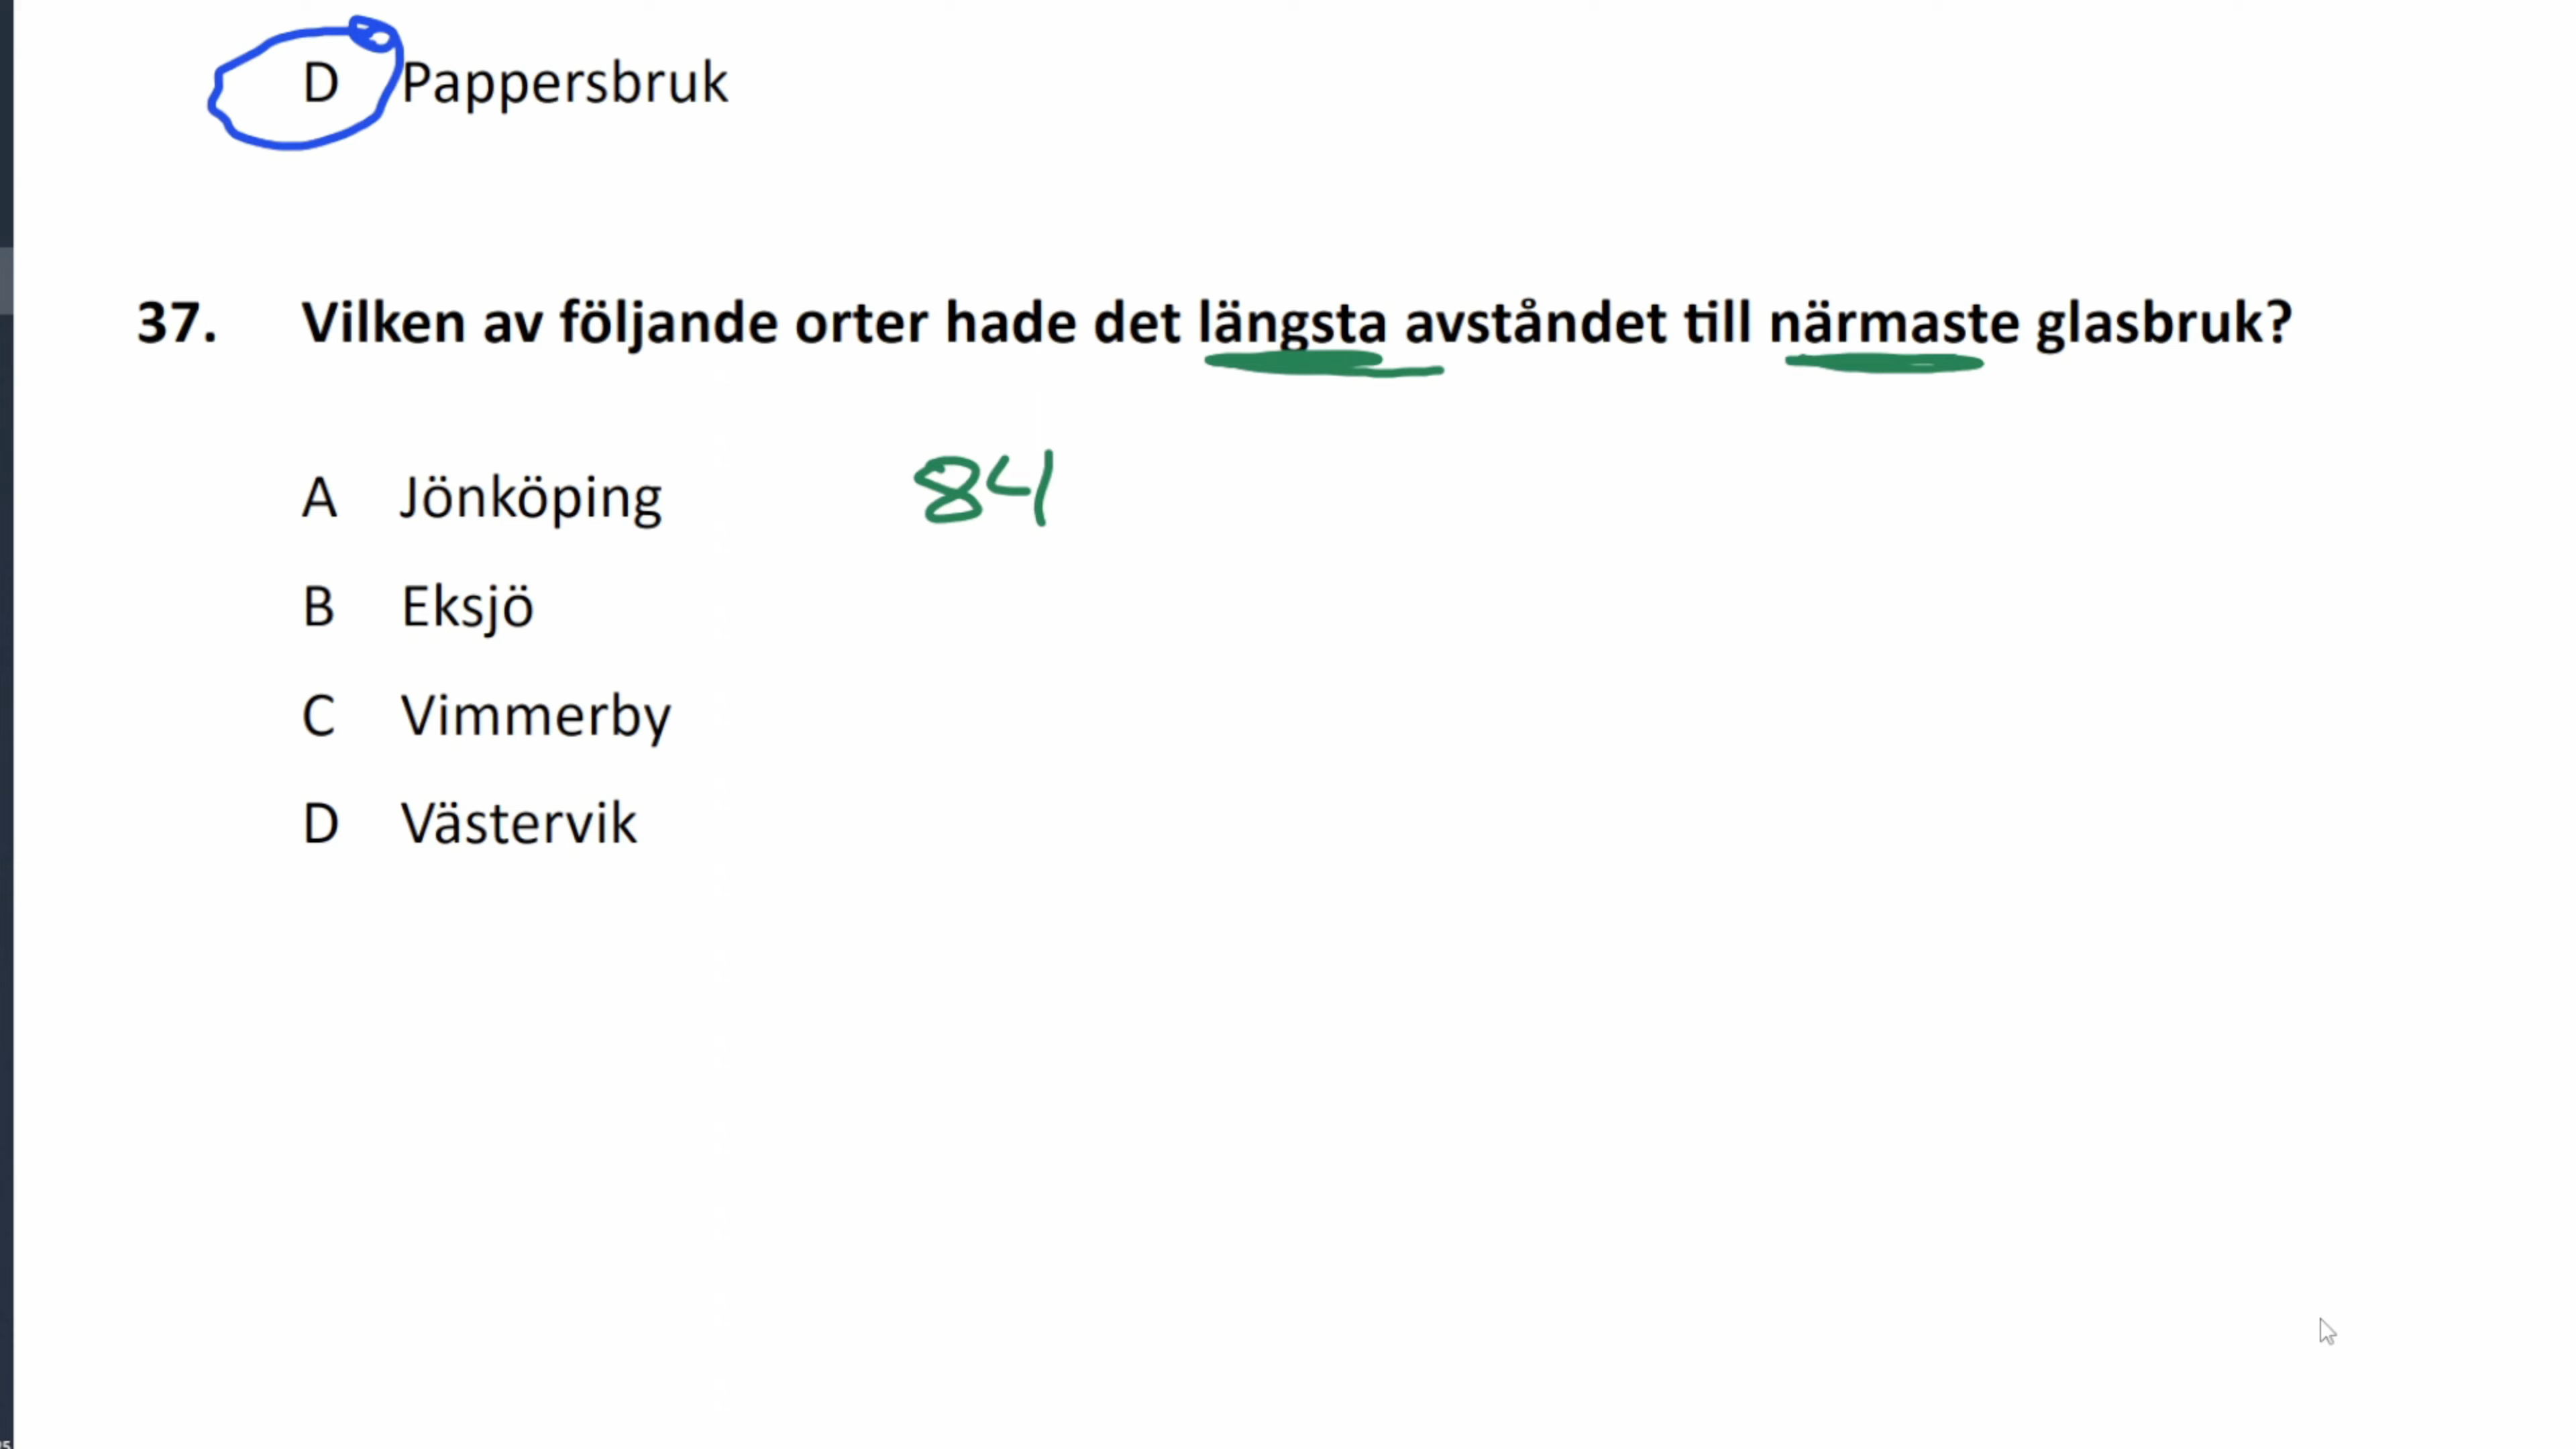 D Pappersbruk
37. Vilken av följande orter hade det längsta avståndet till närmaste glasbruk?
A Jönköping 84
B Eksjö
C Vimmerby
D Västervik